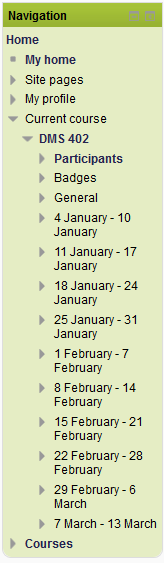 Navigation
Home
My home
Site pages
My profile
Current course
DMS 402
Participants
Badges
General
4 January - 10
January
11 January - 17
January
18 January - 24
January
25 January - 31
January
1 February - 7
February
8 February - 14
February
15 February - 21
February
22 February - 28
February
29 February - 6
March
7 March - 13 March
Courses